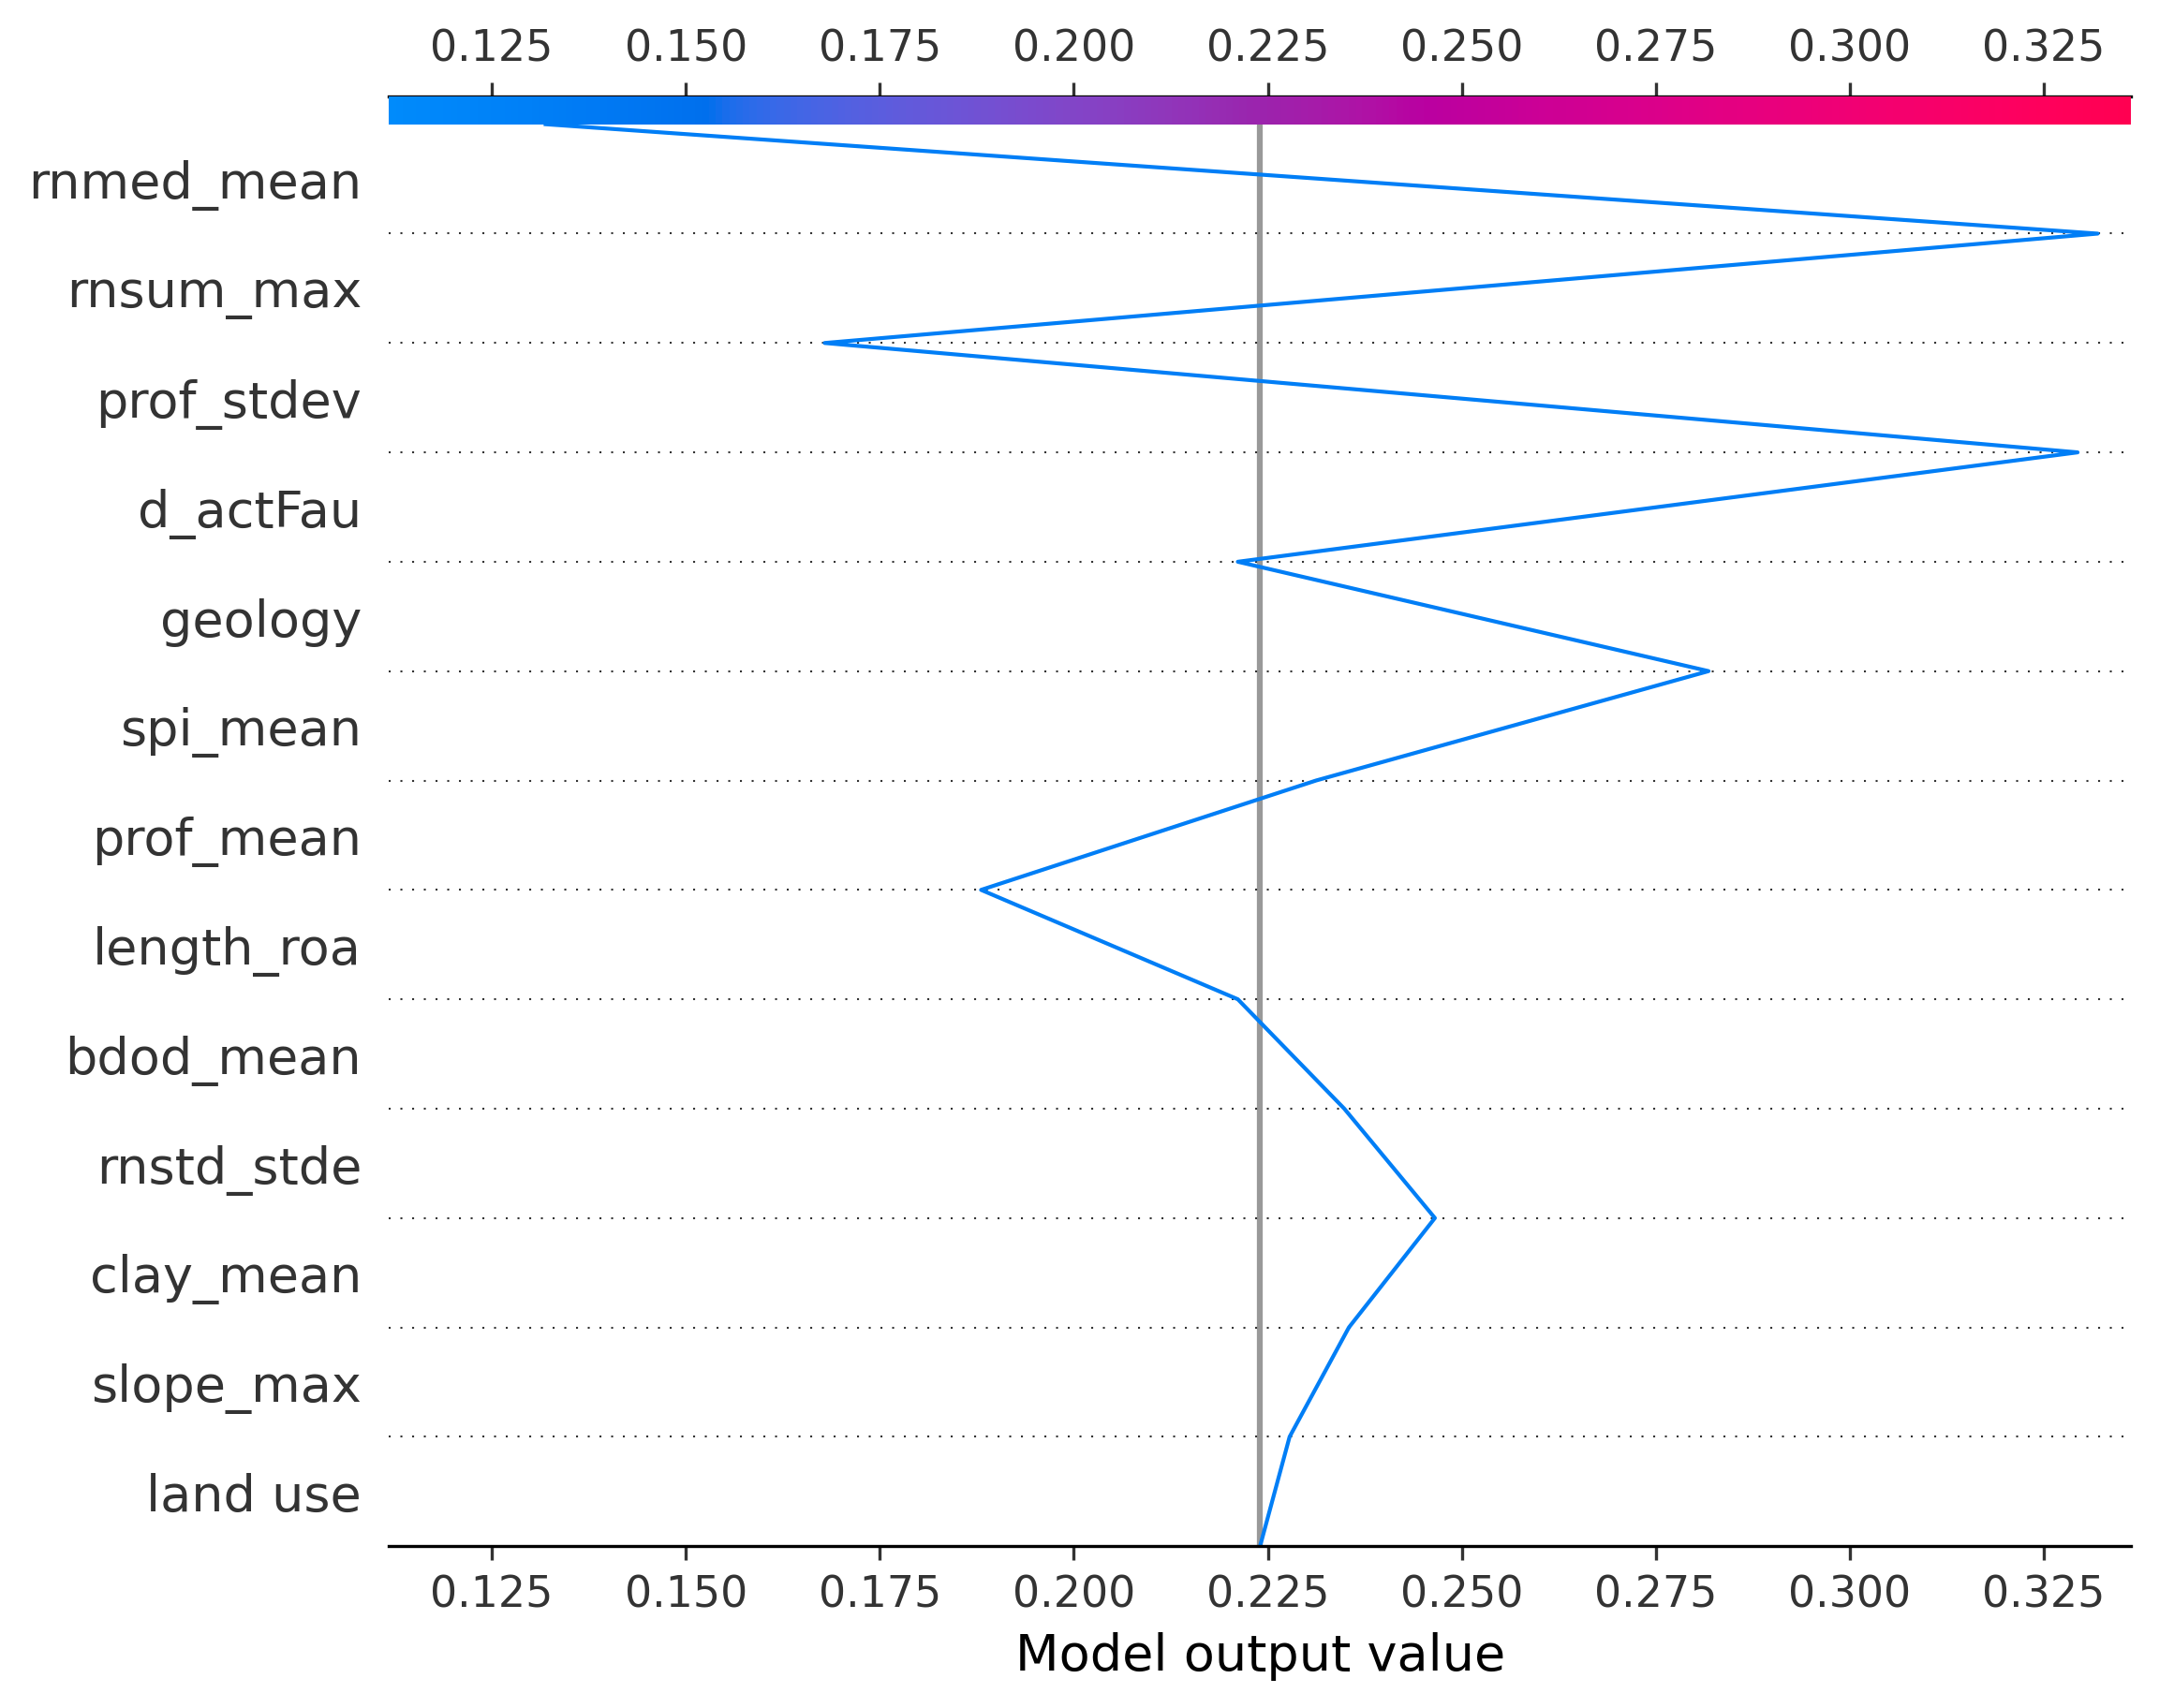 0.125 0.150 0.175 0.200 0.225 0.250 0.275 0.300 0.325
rnmed_mean
rnsum_max
prof_stdev
d_actFau
geology
spi_mean
prof_mean
length_roa
bdod_mean
rnstd_stde
clay_mean
slope_max
land use
0.125 0.150 0.175 0.200 0.225 0.250 0.275 0.300 0.325
Model output value